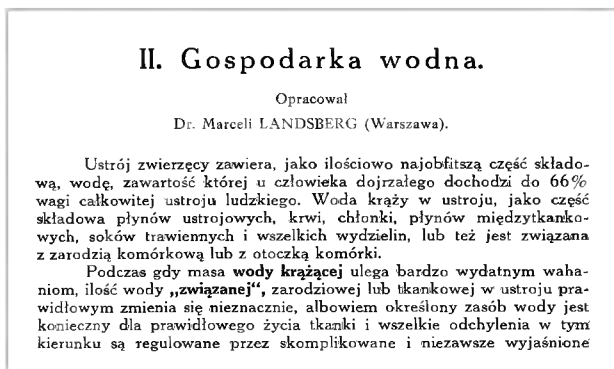 II. Gospodarka wodna.
Opracował
Dr. Marceli LANDSBERG (Warszawa).
Ustrój zwierzęcy zawiera, jako ilościowo najobfitszą część składo-
wą, wodę, zawartość której u człowieka dojrzałego dochodzi do 66%
wagi całkowitej ustroju ludzkiego. Woda krąży w ustroju, jako część
składowa płynów ustrojowych, krwi, chłonki, płynów międzytkanko-
wych, soków trawiennych i wszelkich wydzielin, lub też jest związana
z zarodzią komórkową lub z otoczką komórki.
Podczas gdy masa wody krążącej ulega bardzo wydatnym waha-
niom, ilość wody „związanej“, zarodziowej lub tkankowej w ustroju pra-
widłowym zmienia się nieznacznie, albowiem określony zasób wody jest
konieczny dla prawidłowego życia tkanki i wszelkie odchylenia w tym
kierunku są regulowane przez skomplikowane i niezawsze wyjaśnione